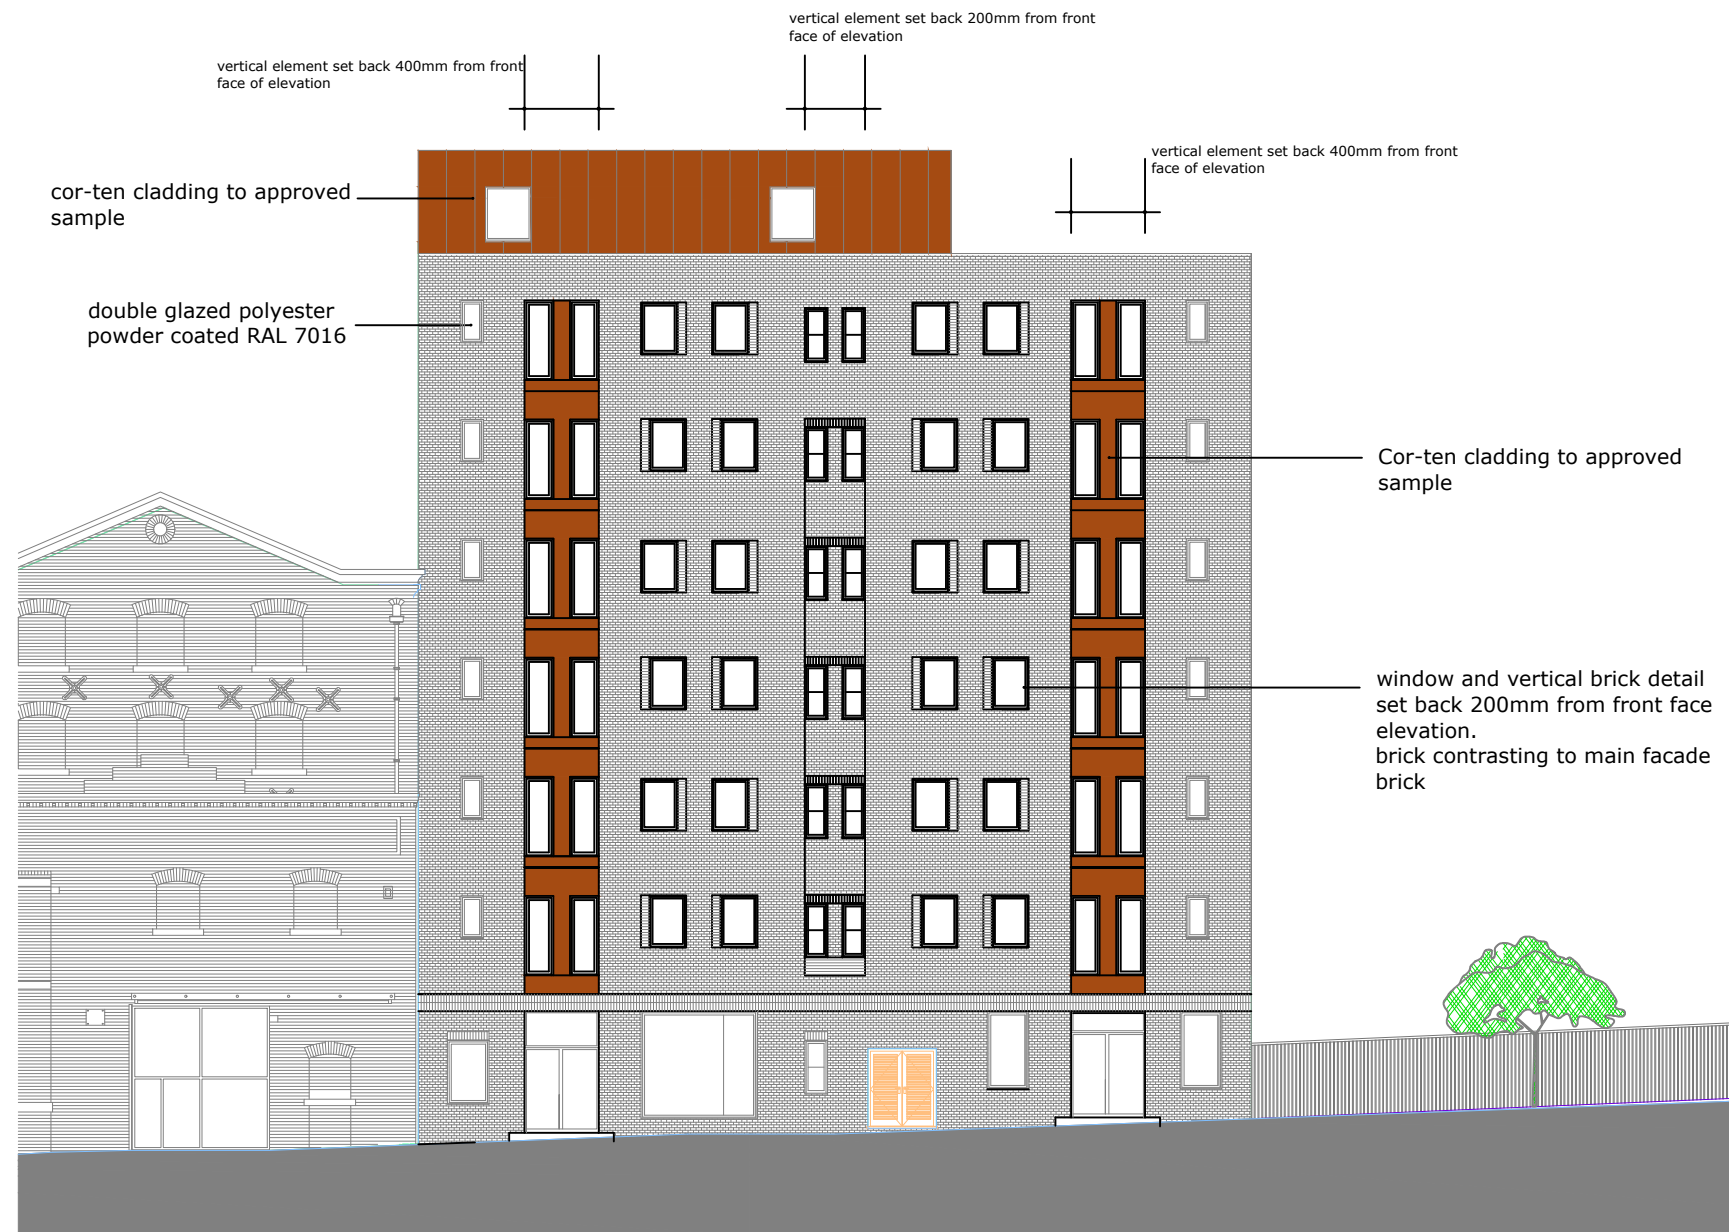 vertical element set back 200mm from front
face of elevation
vertical element set back 400mm from front
face of elevation
vertical element set back 400mm from front
face of elevation
cor-ten cladding to approved
sample
double glazed polyester
powder coated RAL 7016
Cor-ten cladding to approved
sample
window and vertical brick detail
set back 200mm from front face
elevation.
brick contrasting to main facade
brick